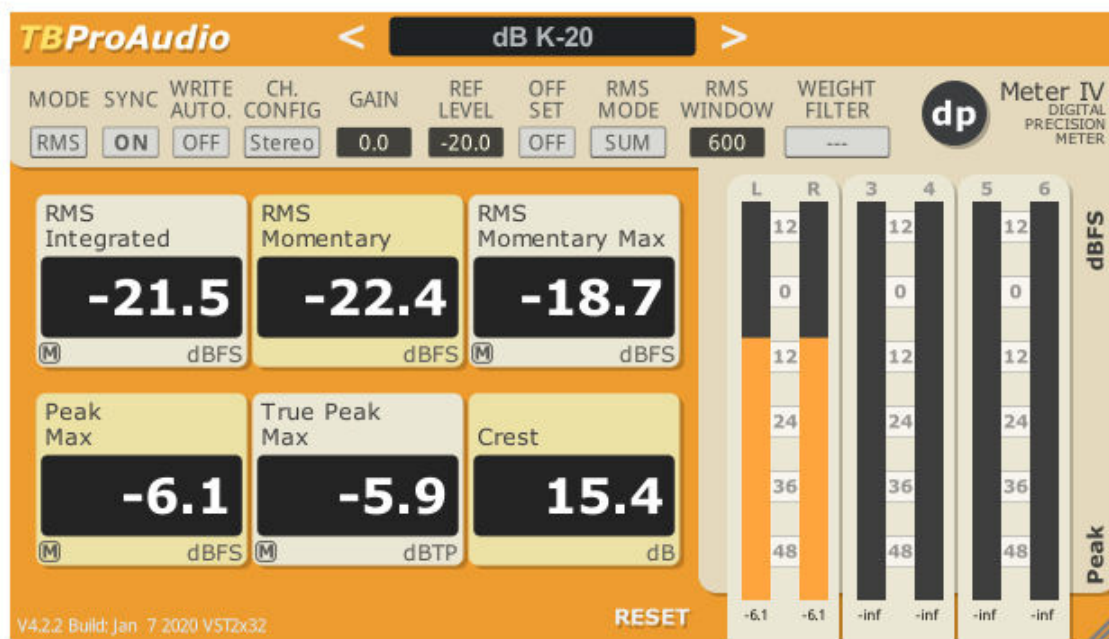 TBProAudio < dB K-20 >
MODE SYNC WRITE AUTO. CH. CONFIG GAIN REF LEVEL OFF SET RMS MODE RMS WINDOW WEIGHT FILTER
RMS ON OFF Stereo 0.0 -20.0 OFF SUM 600 ---
dp
Meter IV
DIGITAL
PRECISION
METER
RMS
Integrated
-21.5
M dBFS
RMS
Momentary
-22.4
dBFS
RMS
Momentary Max
-18.7
M dBFS
Peak
Max
-6.1
M dBFS
True Peak
Max
-5.9
M dBTP
Crest
15.4
dB
L R 3 4 5 6
12 12 12
0 0 0
12 12 12
24 24 24
36 36 36
48 48 48
-6.1 -6.1 -inf -inf -inf -inf
dBFS
Peak
V4.2.2 Build: Jan 7 2020 VST2x32
RESET